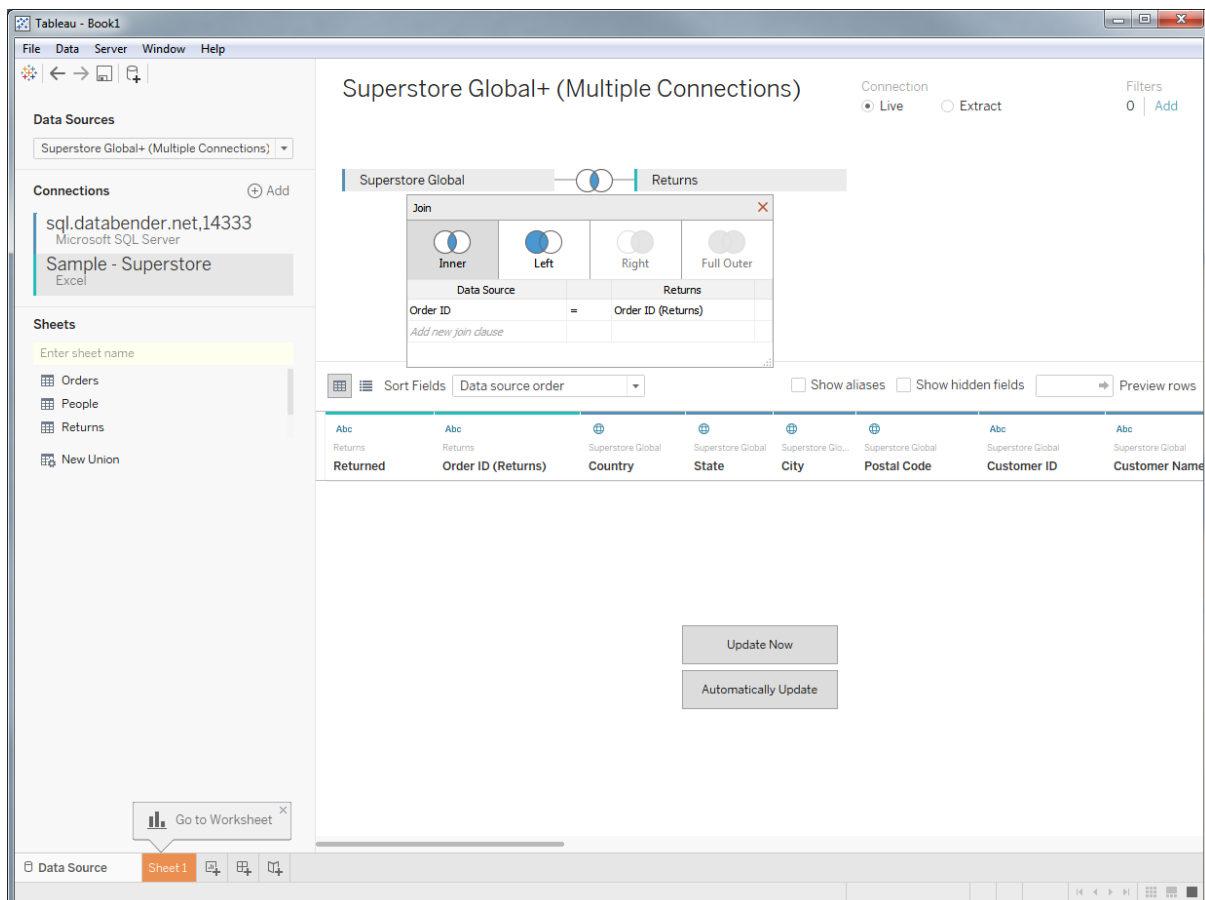 Tableau - Book1
File Data Server Window Help
Data Sources
Superstore Global+ (Multiple Connections)
Connections
Add
sql.databender.net,14333
Microsoft SQL Server
Sample - Superstore
Excel
Sheets
Enter sheet name
Orders
People
Returns
New Union
Superstore Global+ (Multiple Connections)
Connection
Live Extract
Filters
0 Add
Superstore Global Returns
Join
Inner Left Right Full Outer
Data Source Returns
Order ID = Order ID (Returns)
Add new join clause
Sort Fields Data source order Show aliases Show hidden fields Preview rows
Abc Abc Abc Abc
Returns Returns Superstore Global Superstore Global Superstore Glo... Superstore Global Superstore Global Superstore Global
Returned Order ID (Returns) Country State City Postal Code Customer ID Customer Name
Update Now
Automatically Update
Go to Worksheet
Data Source Sheet 1